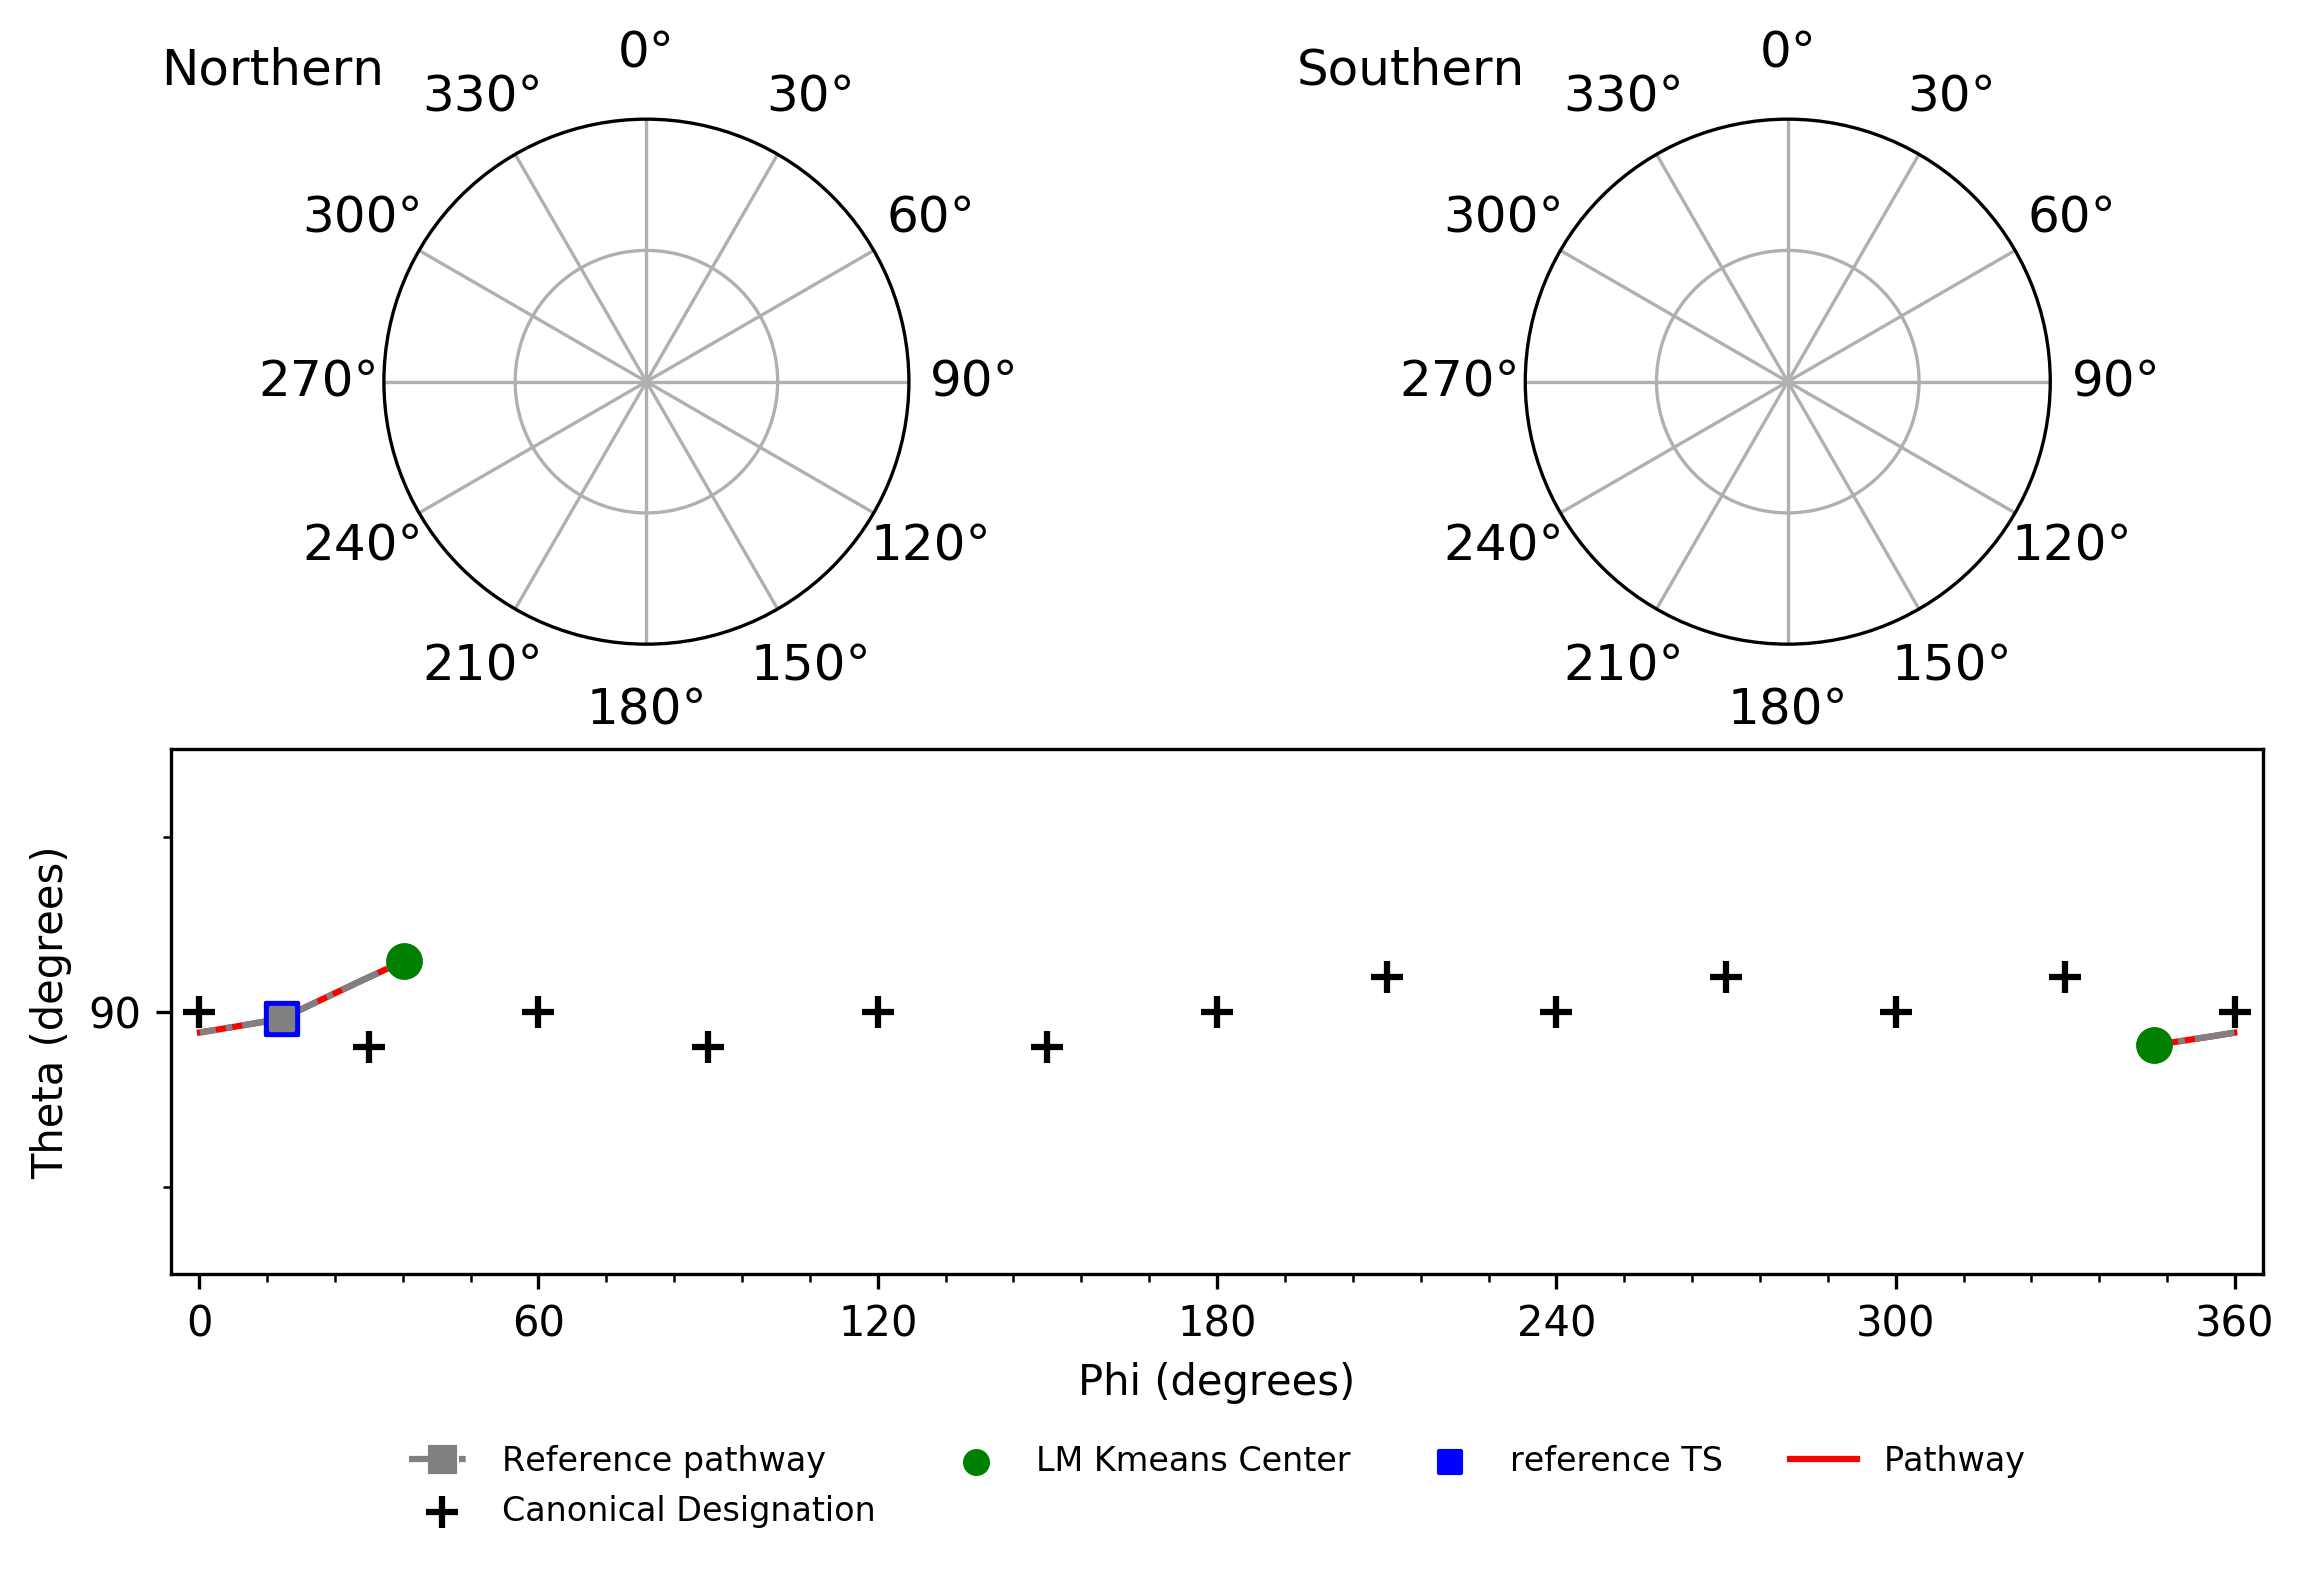 Northern
0°
330°
30°
300°
60°
270°
90°
240°
120°
210°
150°
180°
Southern
0°
330°
30°
300°
60°
270°
90°
240°
120°
210°
150°
180°
Theta (degrees)
90
0 60 120 180 240 300 360
Phi (degrees)
Reference pathway
Canonical Designation
LM Kmeans Center
reference TS
Pathway